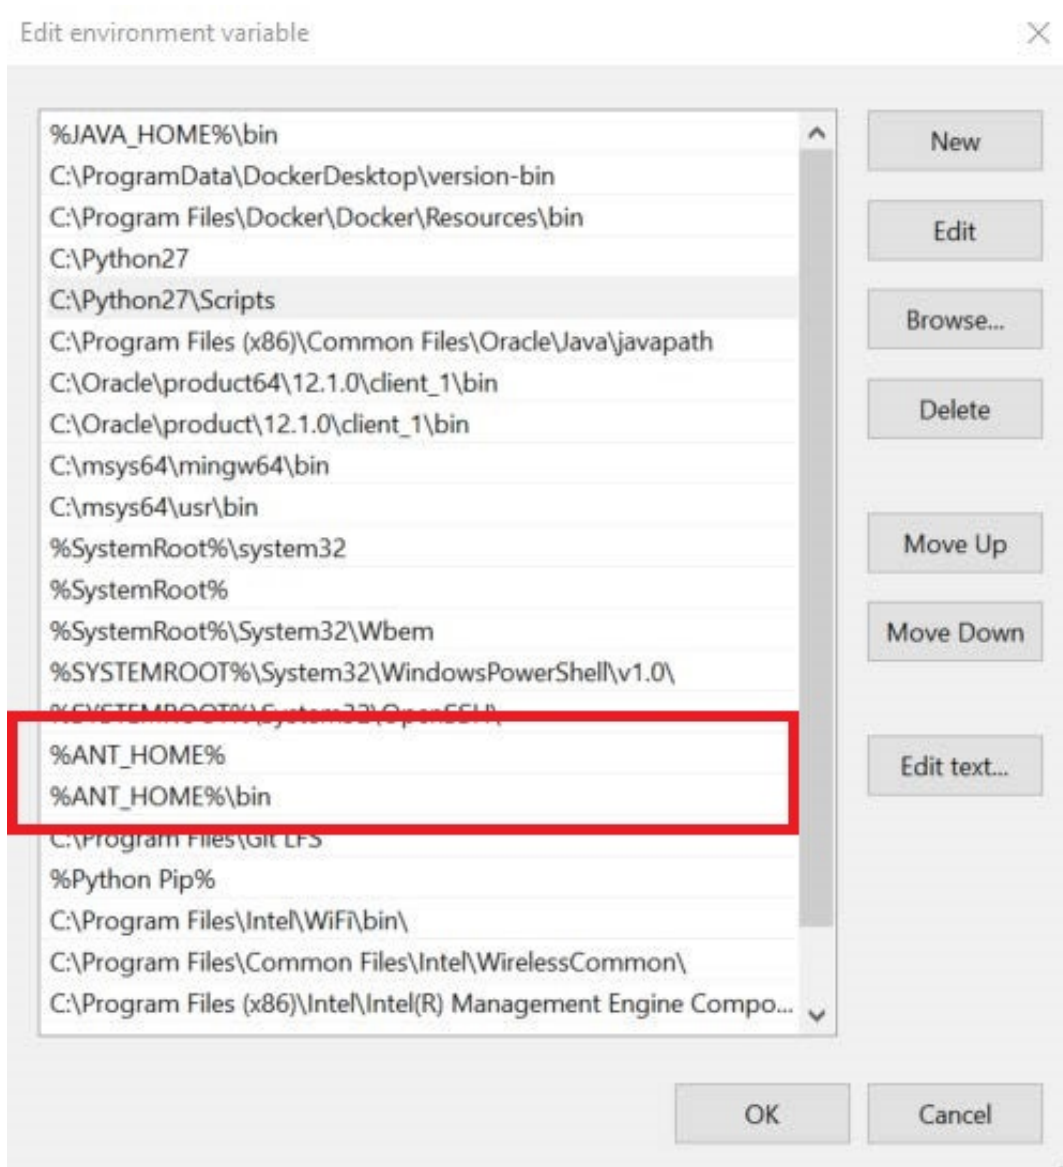 Edit environment variable
%JAVA_HOME%\bin
C:\ProgramData\DockerDesktop\version-bin
C:\Program Files\Docker\Docker\Resources\bin
C:\Python27
C:\Python27\Scripts
C:\Program Files (x86)\Common Files\Oracle\Java\javapath
C:\Oracle\product64\12.1.0\client_1\bin
C:\Oracle\product\12.1.0\client_1\bin
C:\msys64\mingw64\bin
C:\msys64\usr\bin
%SystemRoot%\system32
%SystemRoot%
%SystemRoot%\System32\Wbem
%SYSTEMROOT%\System32\WindowsPowerShell\v1.0\
%SYSTEMROOT%\System32\OpenSSH\
%ANT_HOME%
%ANT_HOME%\bin
C:\Program Files\Git LFS
%Python Pip%
C:\Program Files\Intel\WiFi\bin\
C:\Program Files\Common Files\Intel\WirelessCommon\
C:\Program Files (x86)\Intel\Intel(R) Management Engine Compo...
New
Edit
Browse...
Delete
Move Up
Move Down
Edit text...
OK
Cancel